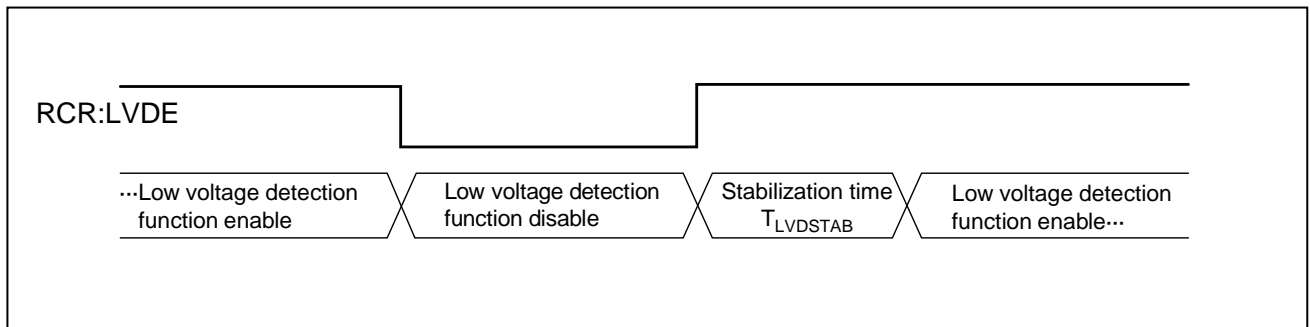 RCR:LVDE
···Low voltage detection
function enable
Low voltage detection
function disable
Stabilization time
TLVDSTAB
Low voltage detection
function enable···